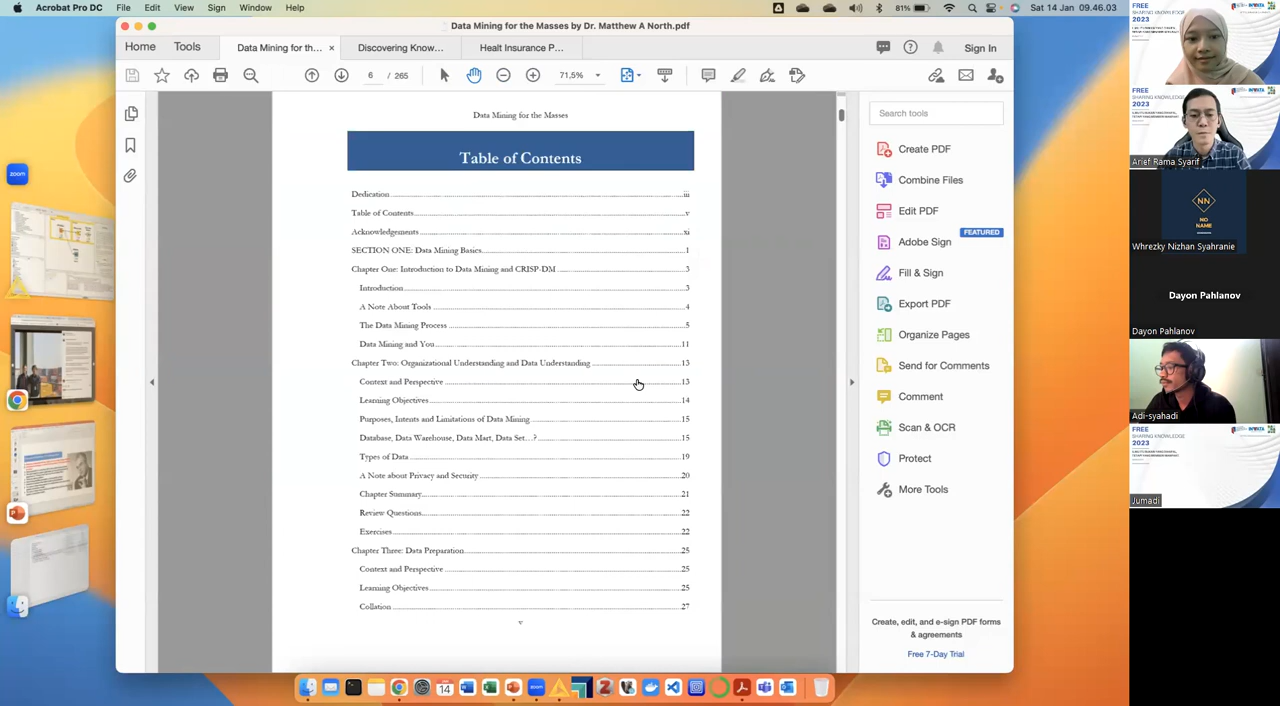 Acrobat Pro DC File Edit View Sign Window Help
81% Sat 14 Jan 09.46.03
Data Mining for the Masses by Dr. Matthew A North.pdf
Home Tools Data Mining for th... × Discovering Know... Healt Insurance P... Sign In
6 / 265 71,5%
Data Mining for the Masses
Table of Contents
Dedication iii
Table of Contents v
Acknowledgements xi
SECTION ONE: Data Mining Basics 1
Chapter One: Introduction to Data Mining and CRISP-DM 3
Introduction 3
A Note About Tools 4
The Data Mining Process 5
Data Mining and You 11
Chapter Two: Organizational Understanding and Data Understanding 13
Context and Perspective 13
Learning Objectives 14
Purposes, Intents and Limitations of Data Mining 15
Database, Data Warehouse, Data Mart, Data Set...? 15
Types of Data 19
A Note about Privacy and Security 20
Chapter Summary 21
Review Questions 22
Exercises 22
Chapter Three: Data Preparation 25
Context and Perspective 25
Learning Objectives 25
Collation 27
v
Search tools
Create PDF
Combine Files
Edit PDF
Adobe Sign FEATURED
Fill & Sign
Export PDF
Organize Pages
Send for Comments
Comment
Scan & OCR
Protect
More Tools
Create, edit, and e-sign PDF forms
& agreements
Free 7-Day Trial
zoom
14
zoom
FREE
SHARING KNOWLEDGE
2023
FREE
SHARING KNOWLEDGE
2023
Arief Rama Syarif
NN
NO
NAME
Whrezky Nizhan Syahranie
Dayon Pahlanov
Dayon Pahlanov
Adi-syahadi
FREE
SHARING KNOWLEDGE
2023
Jumadi